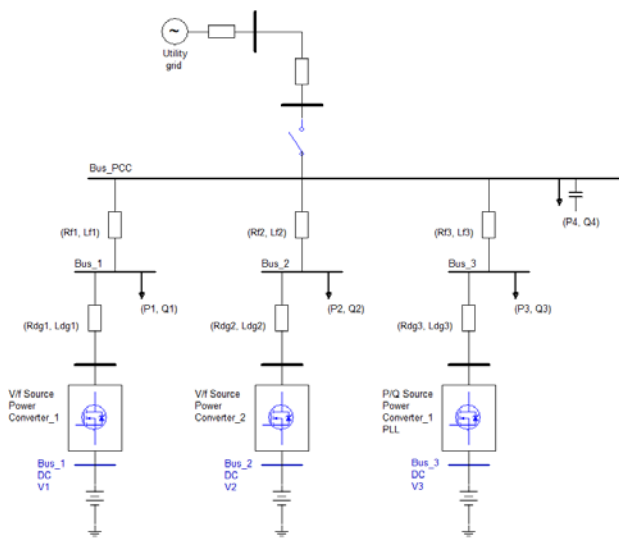 ~
Utility
grid
Bus_PCC
(P4, Q4)
(Rf1, Lf1)
(Rf2, Lf2)
(Rf3, Lf3)
Bus_1
Bus_2
Bus_3
(P1, Q1)
(P2, Q2)
(P3, Q3)
(Rdg1, Ldg1)
(Rdg2, Ldg2)
(Rdg3, Ldg3)
V/f Source
Power
Converter_1
V/f Source
Power
Converter_2
P/Q Source
Power
Converter_1
PLL
Bus_1
DC
V1
Bus_2
DC
V2
Bus_3
DC
V3